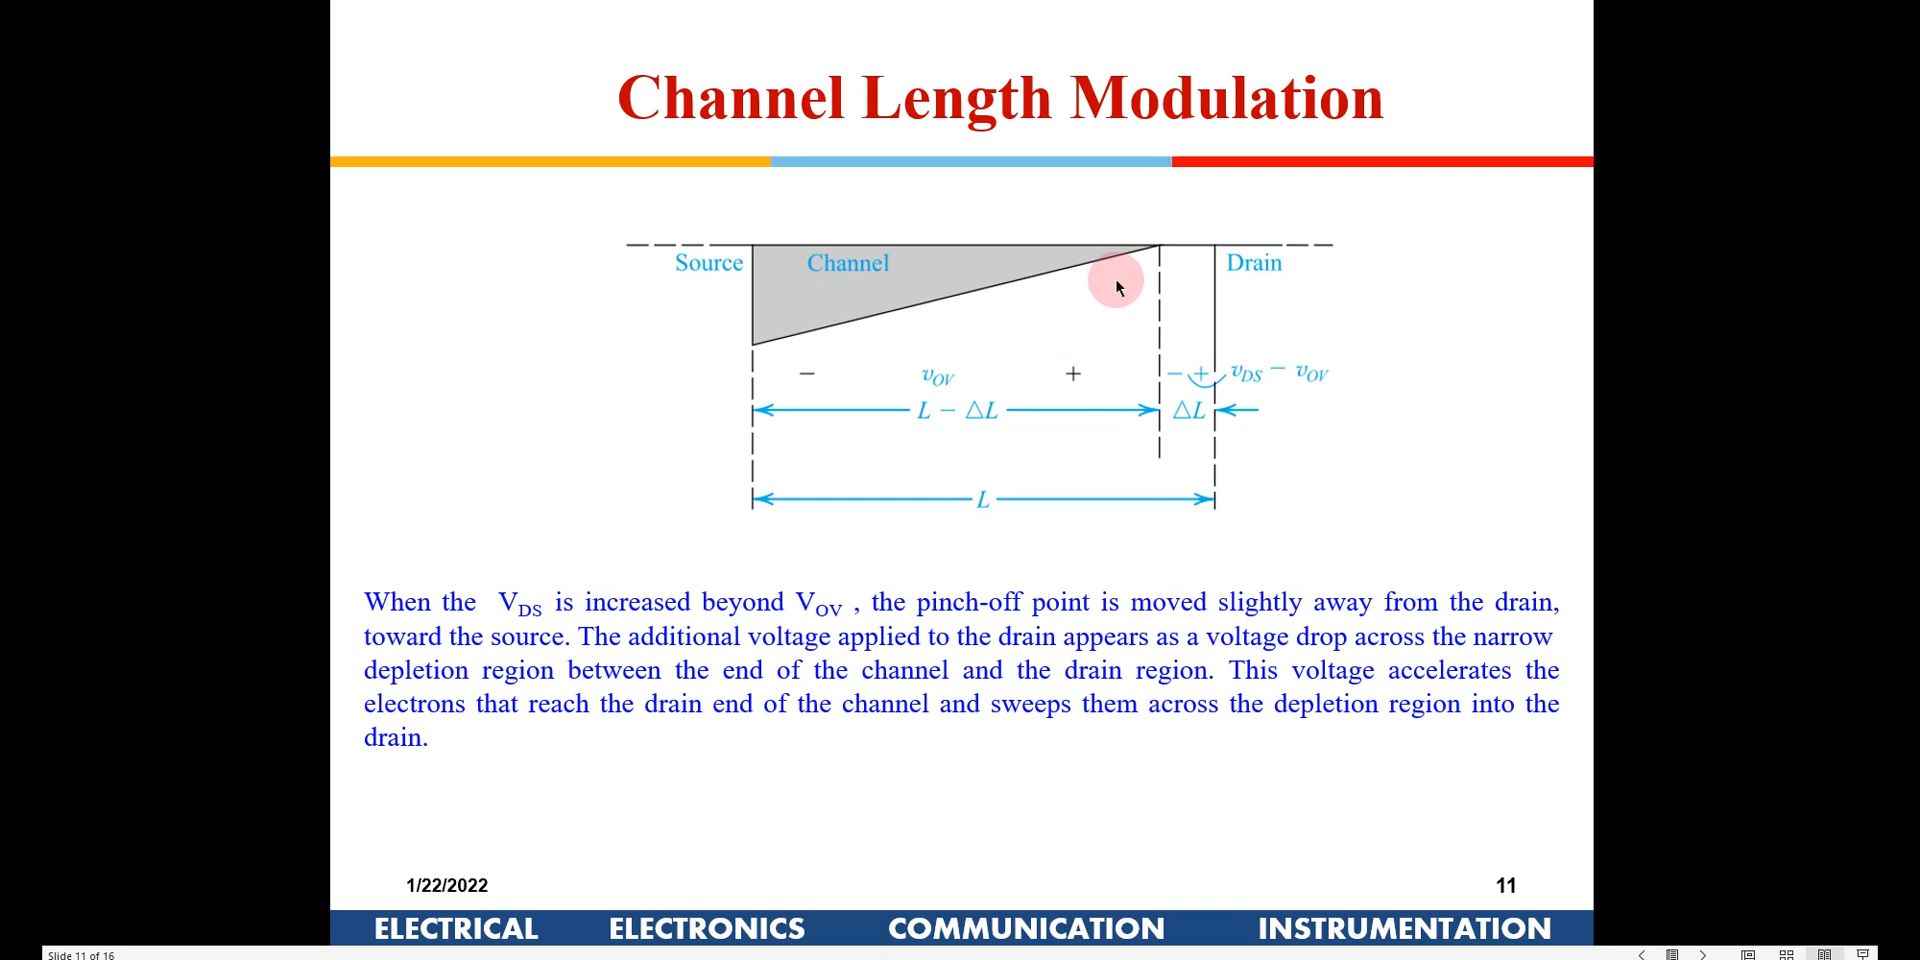 Channel Length Modulation
Source Channel Drain
− v_OV + − + v_DS − v_OV
L − △L △L
L
When the V_DS is increased beyond V_OV , the pinch-off point is moved slightly away from the drain,
toward the source. The additional voltage applied to the drain appears as a voltage drop across the narrow
depletion region between the end of the channel and the drain region. This voltage accelerates the
electrons that reach the drain end of the channel and sweeps them across the depletion region into the
drain.
1/22/2022 11
ELECTRICAL ELECTRONICS COMMUNICATION INSTRUMENTATION
Slide 11 of 16